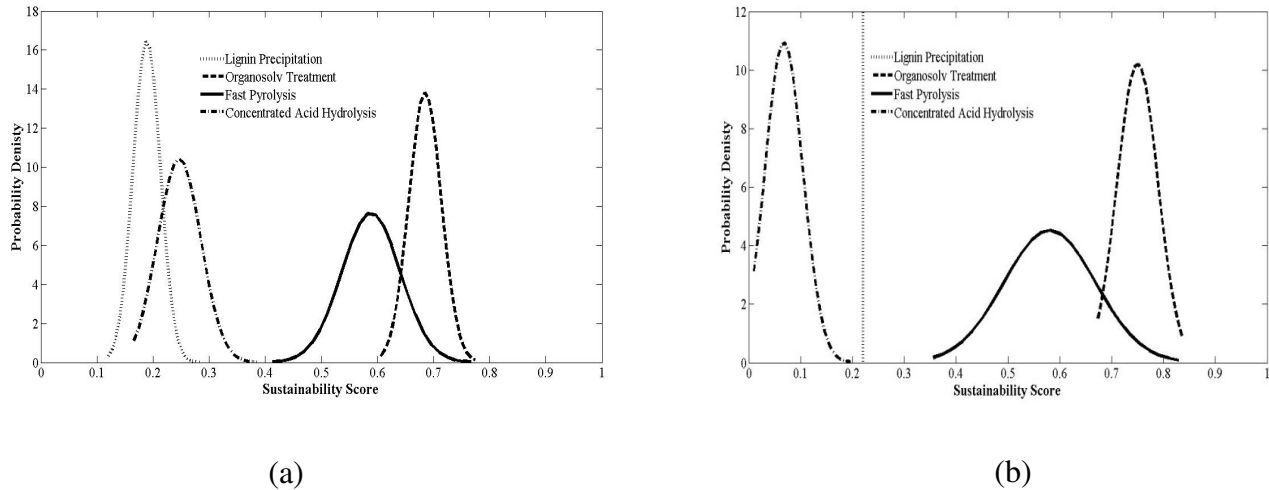 18
16
14
12
10
8
6
4
2
0
Probability Denisty
Lignin Precipitation
Organosolv Treatment
Fast Pyrolysis
Concentrated Acid Hydrolysis
0 0.1 0.2 0.3 0.4 0.5 0.6 0.7 0.8 0.9 1
Sustainability Score
(a)
12
10
8
6
4
2
0
Probability Denisty
Lignin Precipitation
Organosolv Treatment
Fast Pyrolysis
Concentrated Acid Hydrolysis
0 0.1 0.2 0.3 0.4 0.5 0.6 0.7 0.8 0.9 1
Sustainability Score
(b)